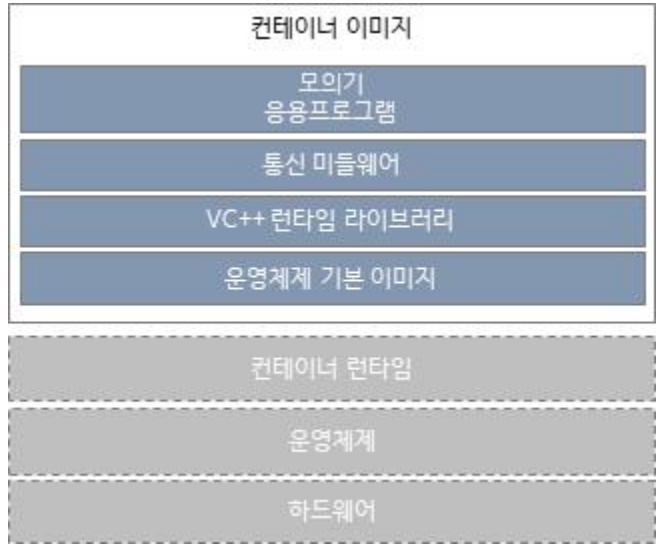 컨테이너 이미지
모의기
응용프로그램
통신 미들웨어
VC++ 런타임 라이브러리
운영체제 기본 이미지
컨테이너 런타임
운영체제
하드웨어